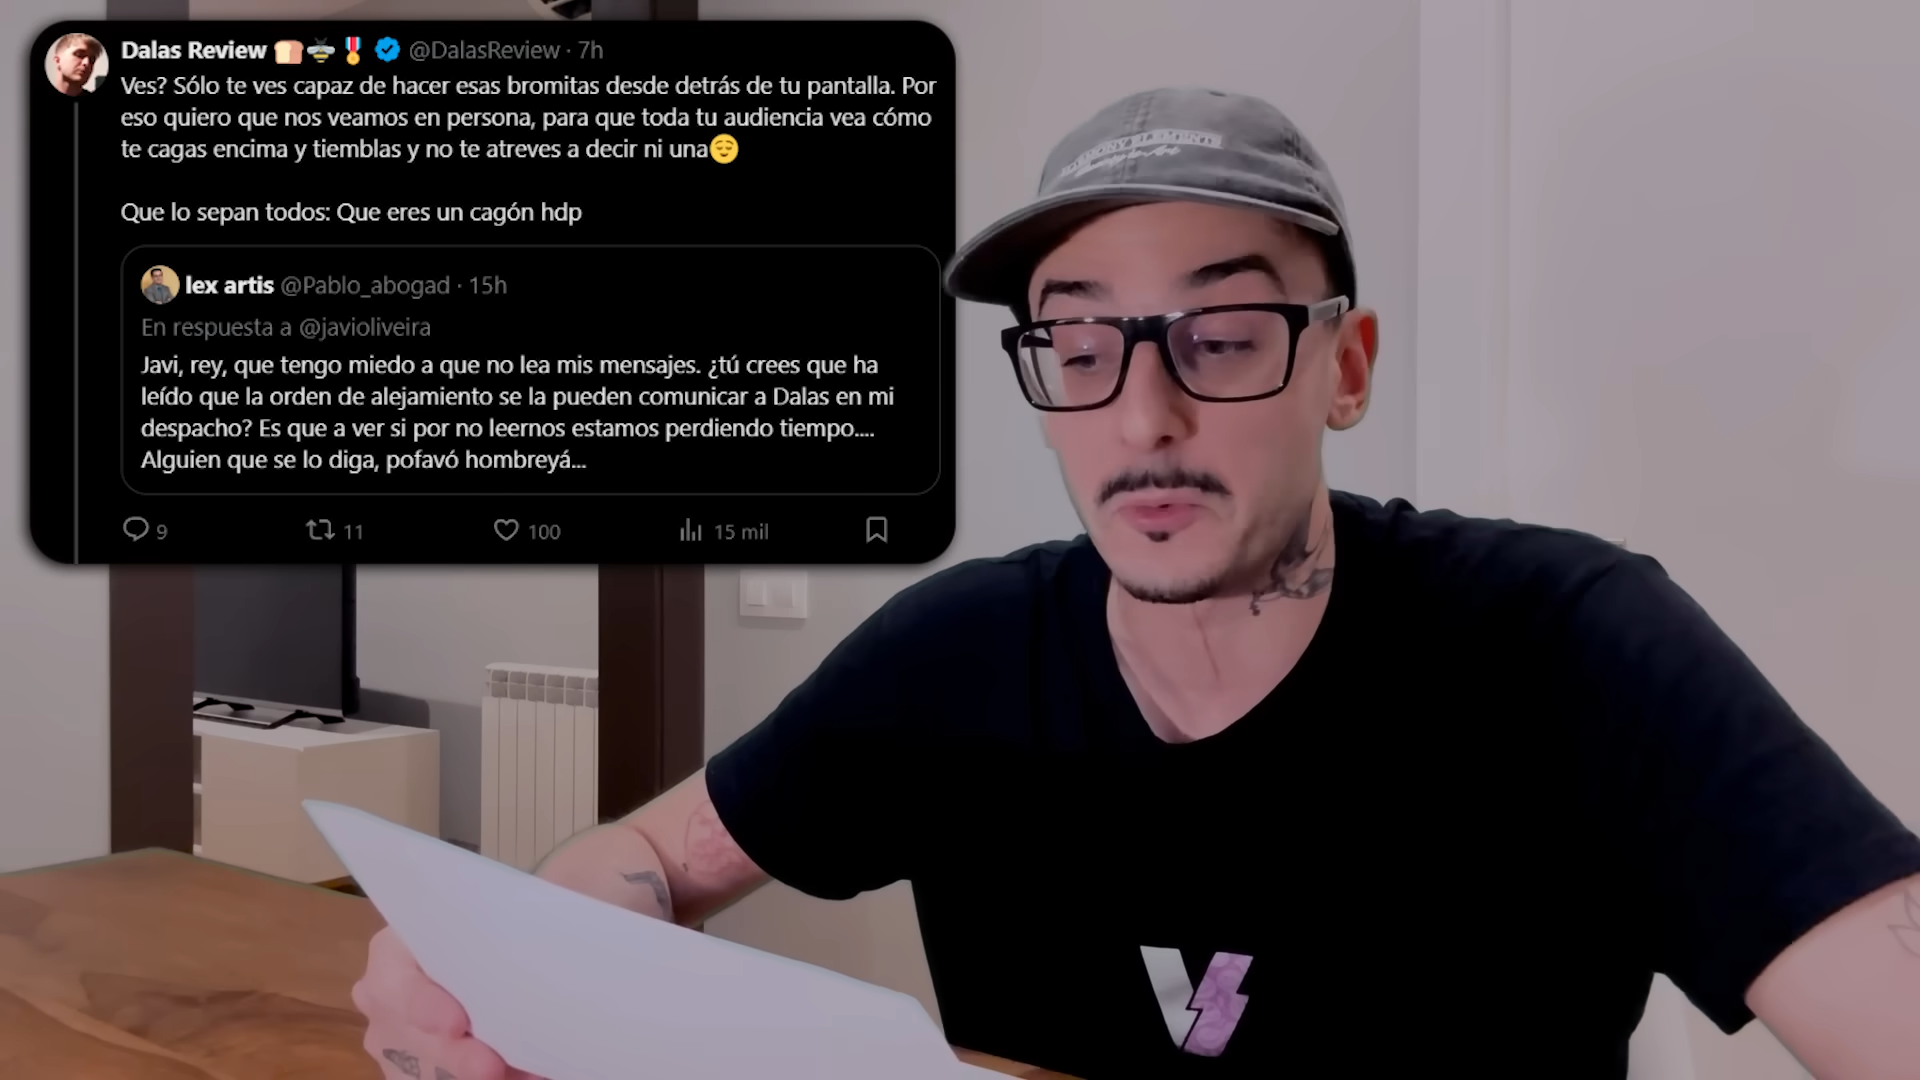 Dalas Review 🍞🐝🎖️ @DalasReview · 7h
Ves? Sólo te ves capaz de hacer esas bromitas desde detrás de tu pantalla. Por
eso quiero que nos veamos en persona, para que toda tu audiencia vea cómo
te cagas encima y tiemblas y no te atreves a decir ni una😌
Que lo sepan todos: Que eres un cagón hdp
lex artis @Pablo_abogad · 15h
En respuesta a @javioliveira
Javi, rey, que tengo miedo a que no lea mis mensajes. ¿tú crees que ha
leído que la orden de alejamiento se la pueden comunicar a Dalas en mi
despacho? Es que a ver si por no leernos estamos perdiendo tiempo....
Alguien que se lo diga, pofavó hombreyá...
9 11 100 15 mil